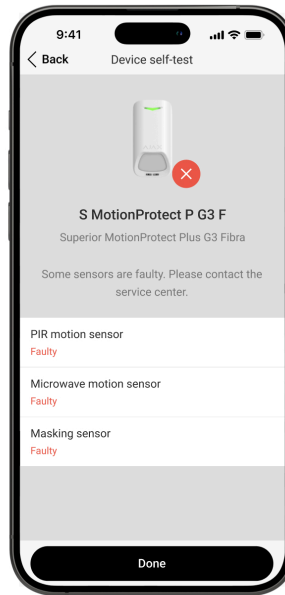 9:41
Back
Device self-test
AJAX
S MotionProtect P G3 F
Superior MotionProtect Plus G3 Fibra
Some sensors are faulty. Please contact the
service center.
PIR motion sensor
Faulty
Microwave motion sensor
Faulty
Masking sensor
Faulty
Done